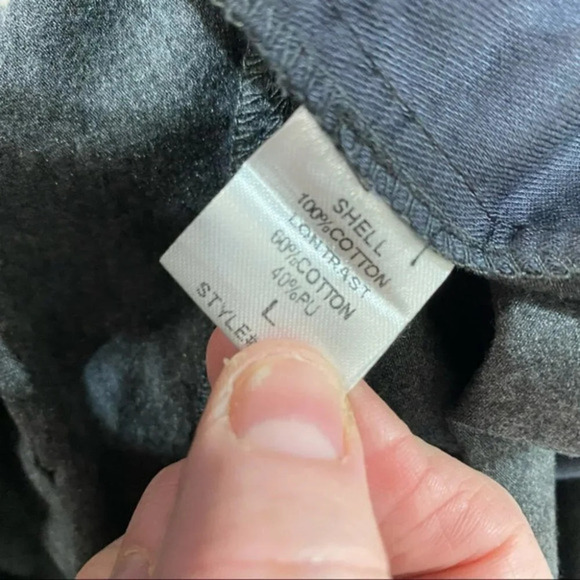 SHELL
100%COTTON
CONTRAST
60%COTTON
40%PU
L
STYLE#